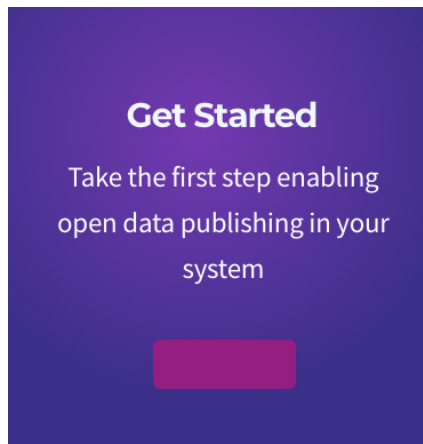 Get Started
Take the first step enabling
open data publishing in your
system